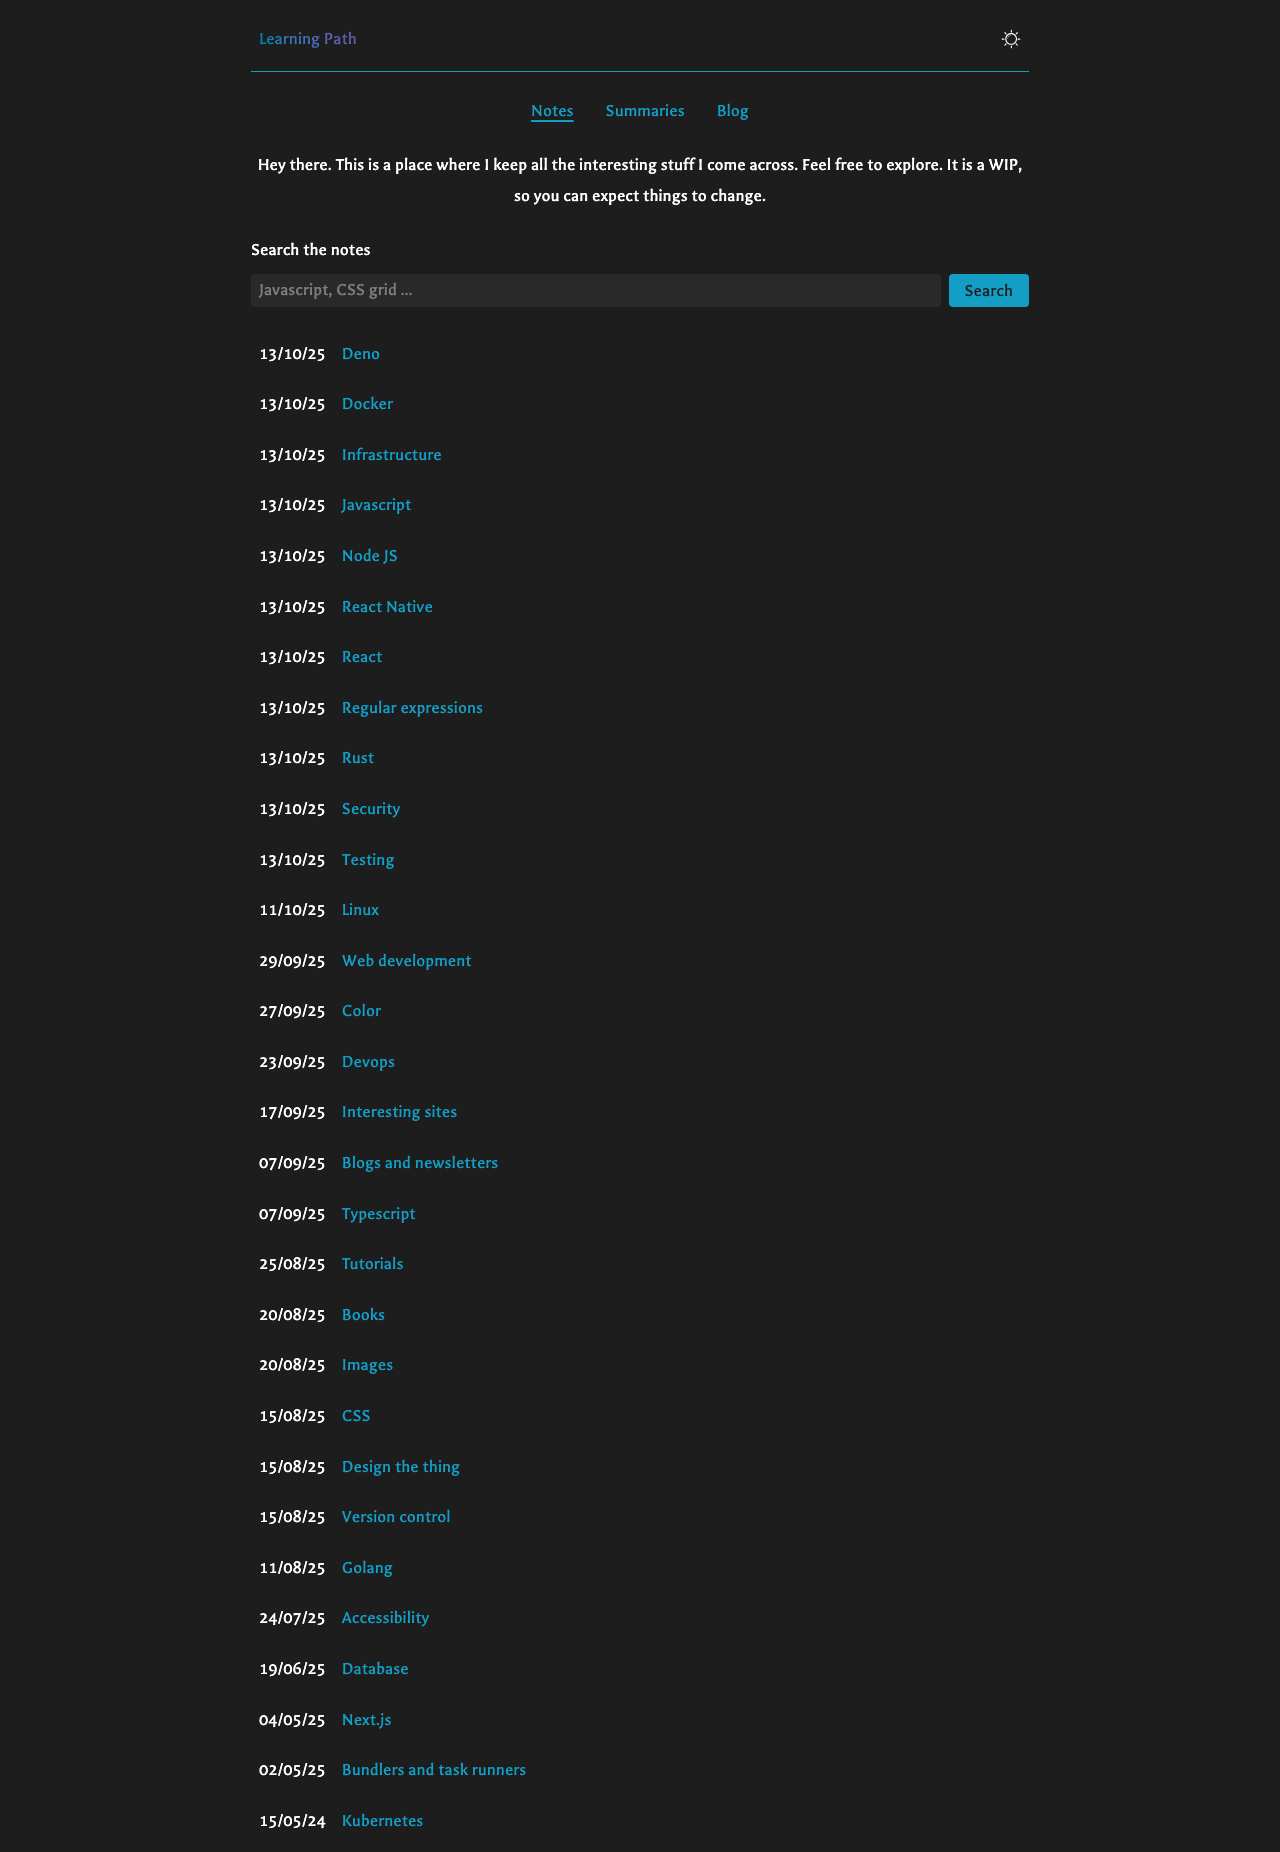 Learning Path
Notes Summaries Blog
Hey there. This is a place where I keep all the interesting stuff I come across. Feel free to explore. It is a WIP,
so you can expect things to change.
Search the notes
Javascript, CSS grid ... Search
13/10/25 Deno
13/10/25 Docker
13/10/25 Infrastructure
13/10/25 Javascript
13/10/25 Node JS
13/10/25 React Native
13/10/25 React
13/10/25 Regular expressions
13/10/25 Rust
13/10/25 Security
13/10/25 Testing
11/10/25 Linux
29/09/25 Web development
27/09/25 Color
23/09/25 Devops
17/09/25 Interesting sites
07/09/25 Blogs and newsletters
07/09/25 Typescript
25/08/25 Tutorials
20/08/25 Books
20/08/25 Images
15/08/25 CSS
15/08/25 Design the thing
15/08/25 Version control
11/08/25 Golang
24/07/25 Accessibility
19/06/25 Database
04/05/25 Next.js
02/05/25 Bundlers and task runners
15/05/24 Kubernetes